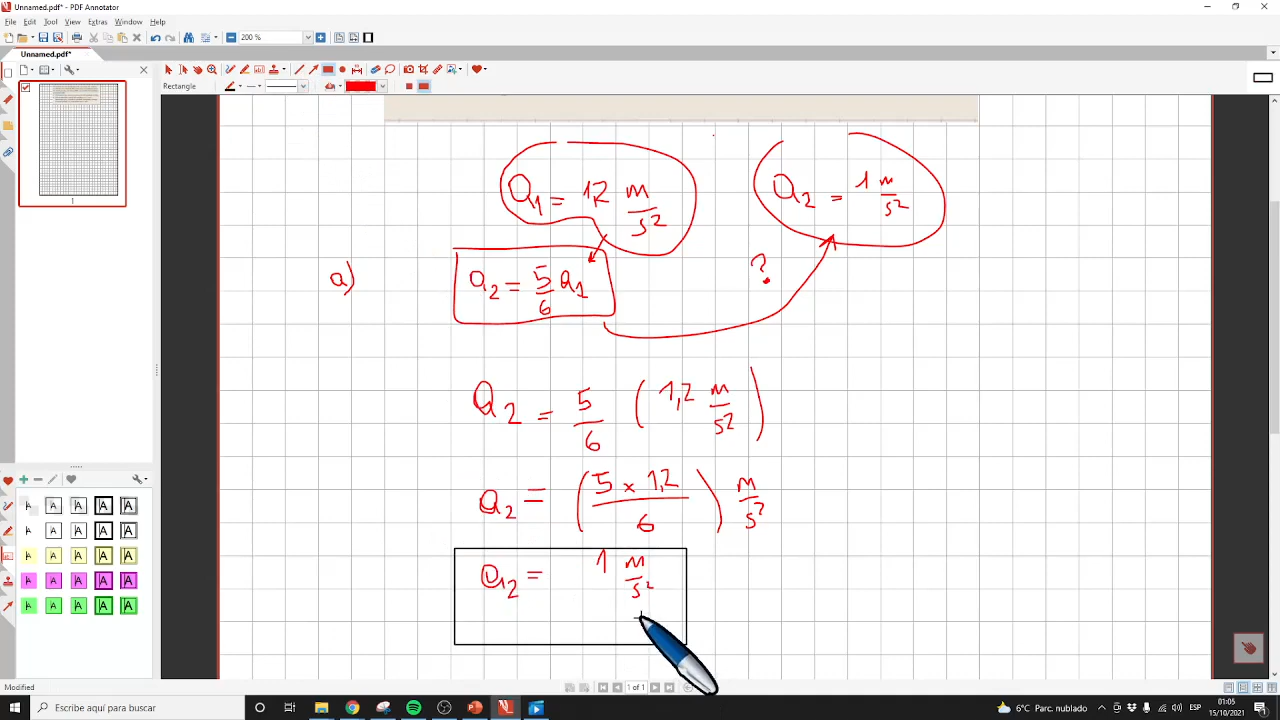 Unnamed.pdf* - PDF Annotator
File Edit Tool View Extras Window Help
200 %
Unnamed.pdf*
Rectangle
1
a₁ = 12 m/s²
a₂ = 1 m/s²
a)
a₂ = 5/6 a₁
?
a₂ = 5/6 (1,2 m/s²)
a₂ = (5 × 1,2 / 6) m/s²
a₂ = 1 m/s²
A A A A A
A A A A A
A A A A A
A A A A A
A A A A A
Modified
1 of 1
Escribe aquí para buscar
6°C Parc. nublado
ESP
01:05
15/10/2021